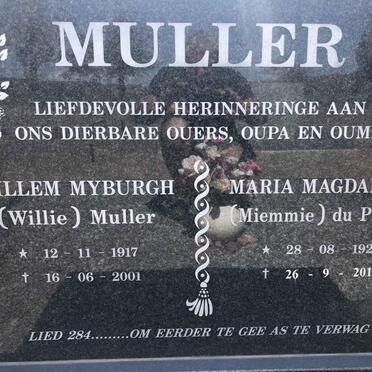 MULLER
LIEFDEVOLLE HERINNERINGE AAN
ONS DIERBARE OUERS, OUPA EN OUM
ILLEM MYBURGH
(Willie) Muller
★ 12 - 11 - 1917
† 16 - 06 - 2001
MARIA MAGDA
(Miemmie) du P
★ 28 - 08 - 192
† 26 - 9 - 201
LIED 284.........OM EERDER TE GEE AS TE VERWAG